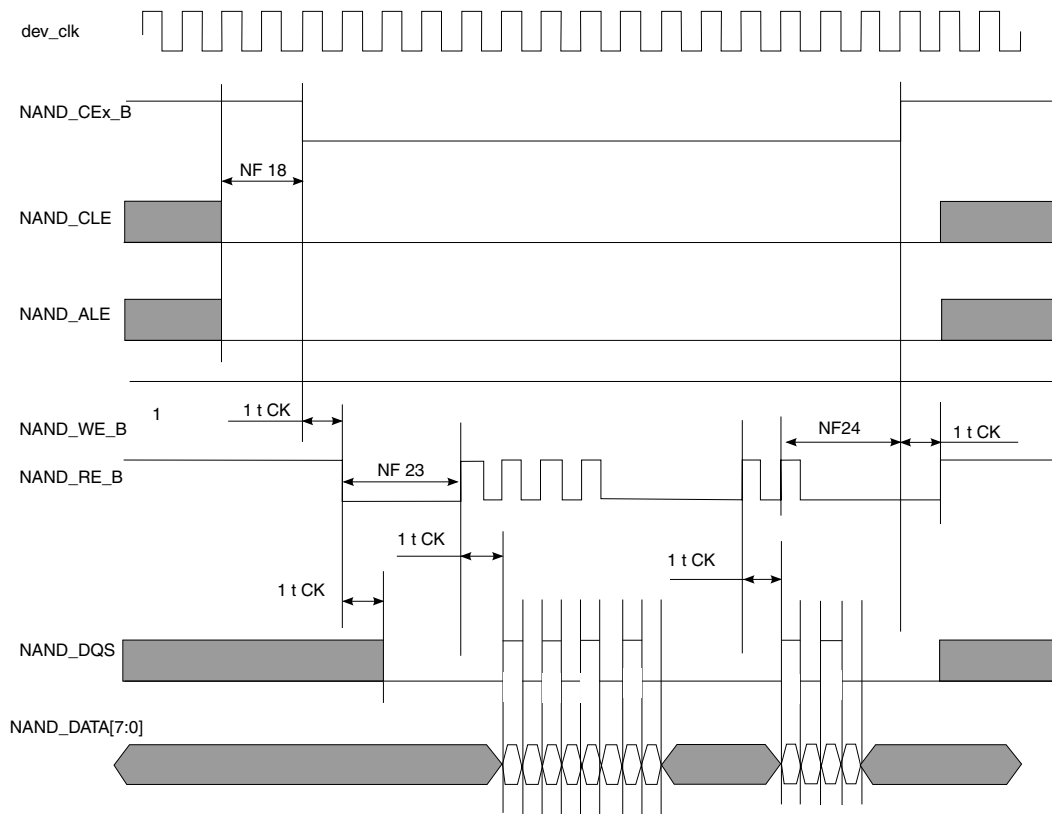 dev_clk
NAND_CEx_B
NF 18
NAND_CLE
NAND_ALE
1 t CK
1
NAND_WE_B
NF24
1 t CK
NAND_RE_B
NF 23
1 t CK
1 t CK
1 t CK
NAND_DQS
NAND_DATA[7:0]